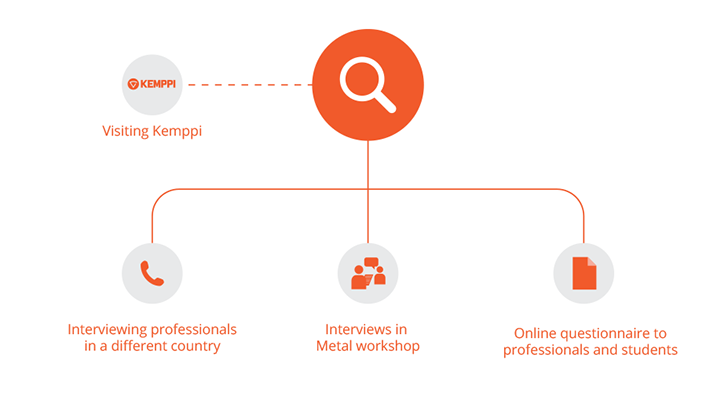 KEMPPI
Visiting Kemppi
Interviewing professionals
in a different country
Interviews in
Metal workshop
Online questionnaire to
professionals and students